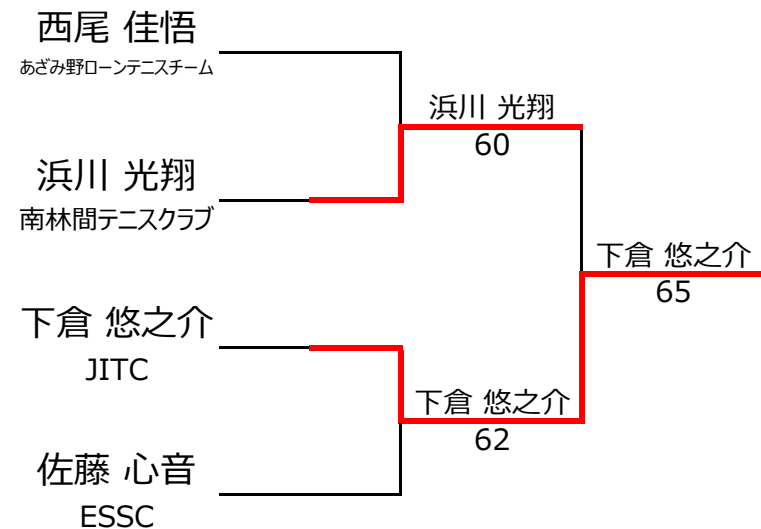 西尾 佳悟
あざみ野ローンテニスチーム
浜川 光翔
南林間テニスクラブ
下倉 悠之介
JITC
佐藤 心音
ESSC
浜川 光翔
60
下倉 悠之介
62
下倉 悠之介
65